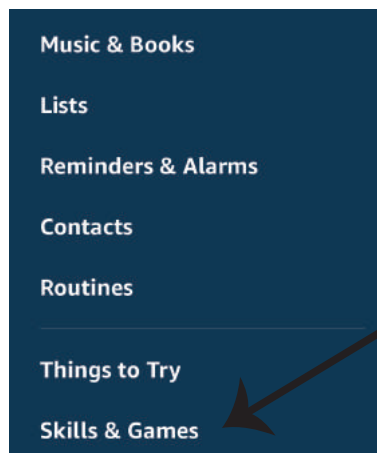 Music & Books
Lists
Reminders & Alarms
Contacts
Routines
Things to Try
Skills & Games